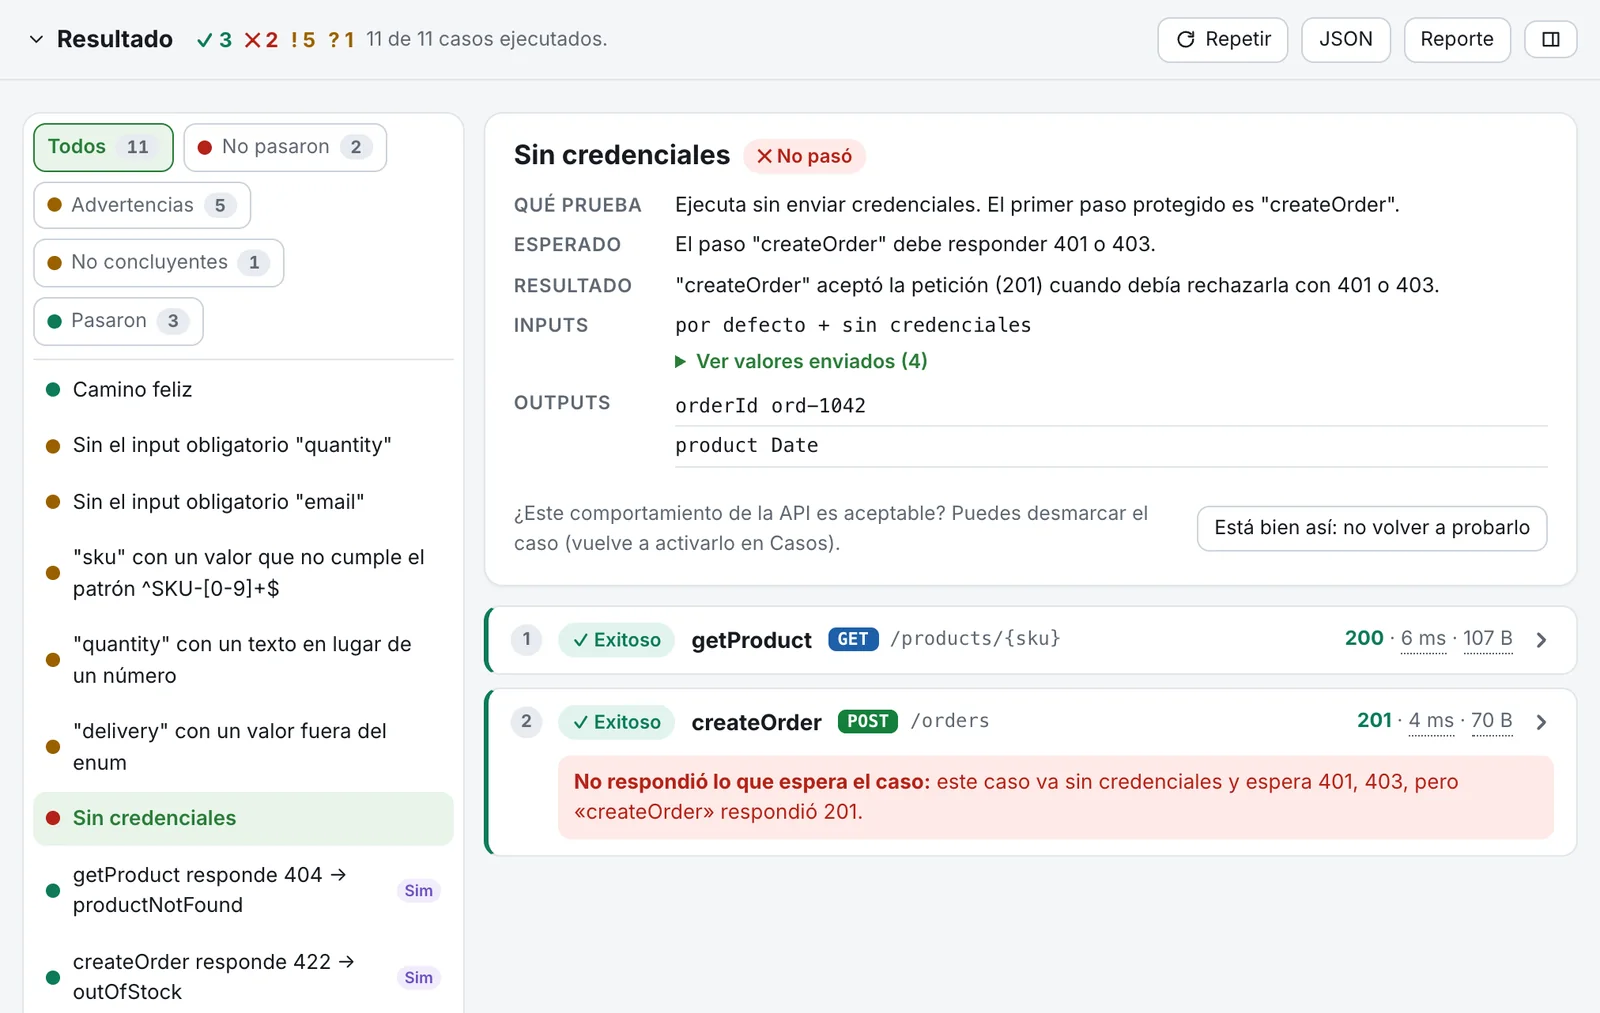 Resultado ✓ 3 ✕ 2 ! 5 ? 1 11 de 11 casos ejecutados.
Repetir
JSON
Reporte
Todos 11
No pasaron 2
Advertencias 5
No concluyentes 1
Pasaron 3
Camino feliz
Sin el input obligatorio "quantity"
Sin el input obligatorio "email"
"sku" con un valor que no cumple el
patrón ^SKU-[0-9]+$
"quantity" con un texto en lugar de
un número
"delivery" con un valor fuera del
enum
Sin credenciales
getProduct responde 404 →
productNotFound
Sim
createOrder responde 422 →
outOfStock
Sim
Sin credenciales ✕ No pasó
QUÉ PRUEBA Ejecuta sin enviar credenciales. El primer paso protegido es "createOrder".
ESPERADO El paso "createOrder" debe responder 401 o 403.
RESULTADO "createOrder" aceptó la petición (201) cuando debía rechazarla con 401 o 403.
INPUTS por defecto + sin credenciales
Ver valores enviados (4)
OUTPUTS orderId ord-1042
product Date
¿Este comportamiento de la API es aceptable? Puedes desmarcar el
caso (vuelve a activarlo en Casos).
Está bien así: no volver a probarlo
1 ✓ Exitoso getProduct GET /products/{sku} 200 · 6 ms · 107 B
2 ✓ Exitoso createOrder POST /orders 201 · 4 ms · 70 B
No respondió lo que espera el caso: este caso va sin credenciales y espera 401, 403, pero
«createOrder» respondió 201.